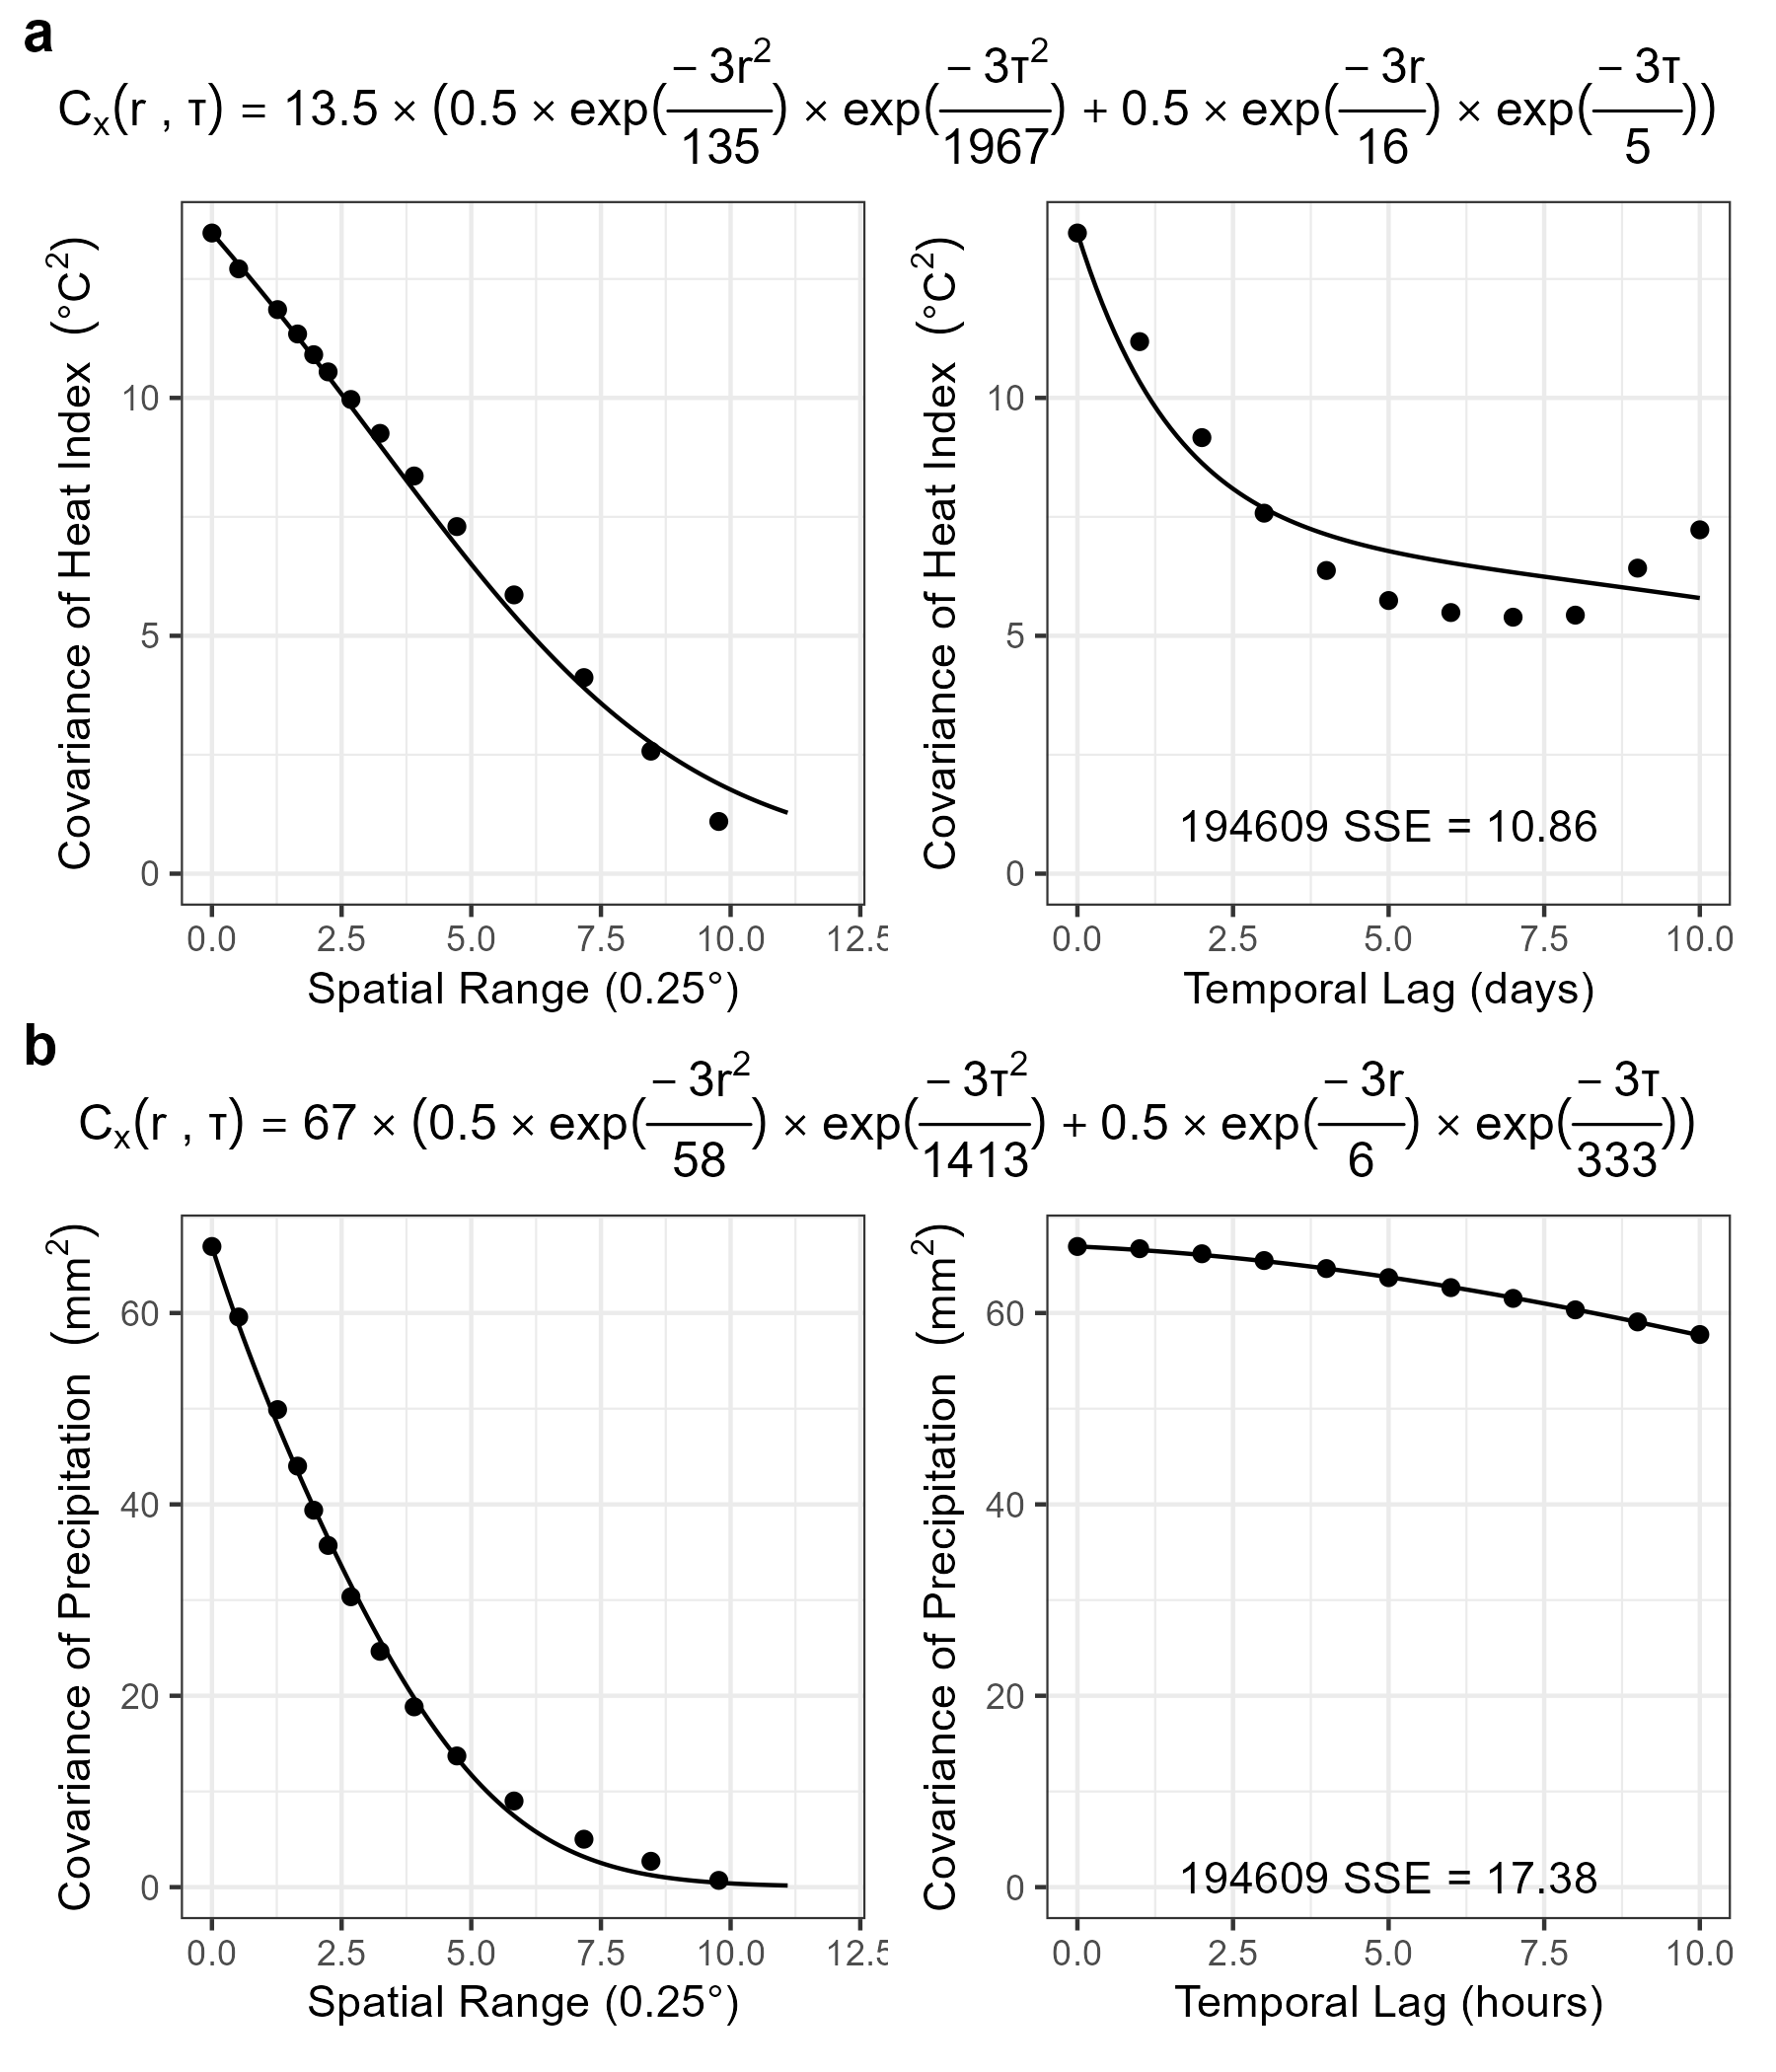 a
Cₓ(r , τ) = 13.5 × (0.5 × exp(− 3r² / 135) × exp(− 3τ² / 1967) + 0.5 × exp(− 3r / 16) × exp(− 3τ / 5))
Covariance of Heat Index (°C²)
10
5
0
0.0 2.5 5.0 7.5 10.0 12.5
Spatial Range (0.25°)
Covariance of Heat Index (°C²)
10
5
0
194609 SSE = 10.86
0.0 2.5 5.0 7.5 10.0
Temporal Lag (days)
b
Cₓ(r , τ) = 67 × (0.5 × exp(− 3r² / 58) × exp(− 3τ² / 1413) + 0.5 × exp(− 3r / 6) × exp(− 3τ / 333))
Covariance of Precipitation (mm²)
60
40
20
0
0.0 2.5 5.0 7.5 10.0 12.5
Spatial Range (0.25°)
Covariance of Precipitation (mm²)
60
40
20
0
194609 SSE = 17.38
0.0 2.5 5.0 7.5 10.0
Temporal Lag (hours)